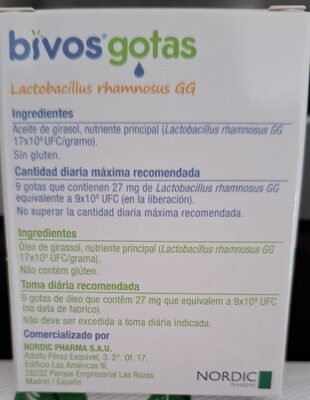 bivos® gotas
Lactobacillus rhamnosus GG
Ingredientes
Aceite de girasol, nutriente principal (Lactobacillus rhamnosus GG
17x10⁹ UFC/gramo).
Sin gluten.
Cantidad diaria máxima recomendada
9 gotas que contienen 27 mg de Lactobacillus rhamnosus GG
equivalente a 9x10⁹ UFC (en la liberación).
No superar la cantidad diaria máxima recomendada.
Ingredientes
Óleo de girassol, nutriente principal (Lactobacillus rhamnosus GG
17x10⁹ UFC/grama).
Não contém glúten.
Toma diária recomendada
9 gotas de óleo que contêm 27 mg que equivalem a 9x10⁹ UFC
(na data de fabrico).
Não deve ser excedida a toma diária indicada.
Comercializado por
NORDIC PHARMA S.A.U.
Adolfo Pérez Esquivel, 3. 2°. Of. 17.
Edificio Las Américas III.
28232 Parque Empresarial Las Rozas
Madrid / España
NORDIC
PHARMA